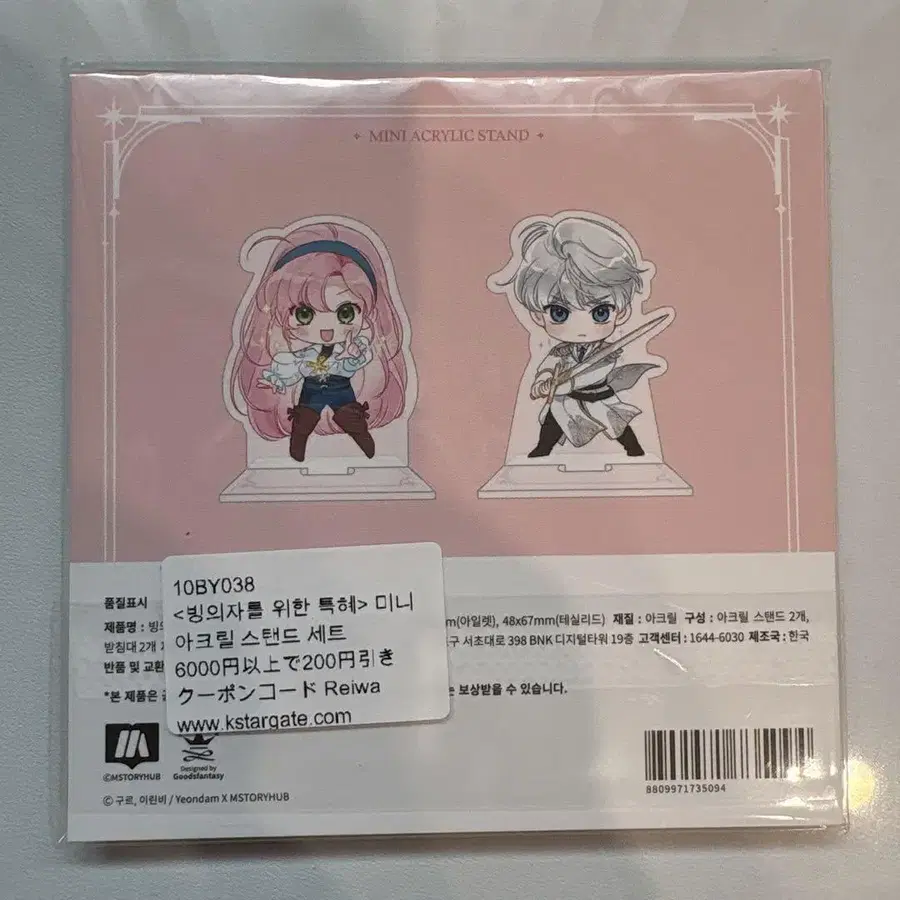 MINI ACRYLIC STAND
품질표시
10BY038
<빙의자를 위한 특혜> 미니
아크릴 스탠드 세트
6000円以上で200円引き
クーポンコード Reiwa
www.kstargate.com
제품명 : 빙의 m(아일렛), 48x67mm(테실리드) 재질 : 아크릴 구성 : 아크릴 스탠드 2개,
받침대 2개 구 서초대로 398 BNK 디지털타워 19층 고객센터 : 1644-6030 제조국 : 한국
반품 및 교환
*본 제품은 보상받을 수 있습니다.
©MSTORYHUB
Designed by
Goodsfantasy
© 구르, 이린비 / Yeondam X MSTORYHUB
8809971735094